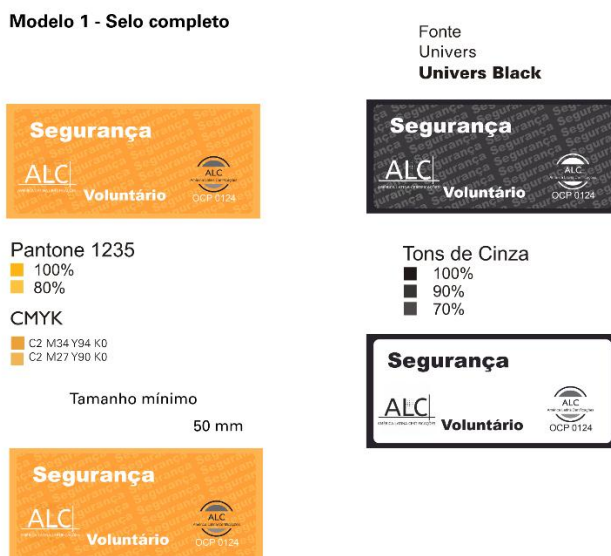 Modelo 1 - Selo completo
Fonte
Univers
Univers Black
Segurança
ALC
Voluntário
ALC
OCP 0124
Segurança
ALC
Voluntário
ALC
OCP 0124
Pantone 1235
100%
80%
CMYK
C2 M34 Y94 K0
C2 M27 Y90 K0
Tons de Cinza
100%
90%
70%
Tamanho mínimo
50 mm
Segurança
ALC
Voluntário
ALC
OCP 0124
Segurança
ALC
Voluntário
ALC
OCP 0124